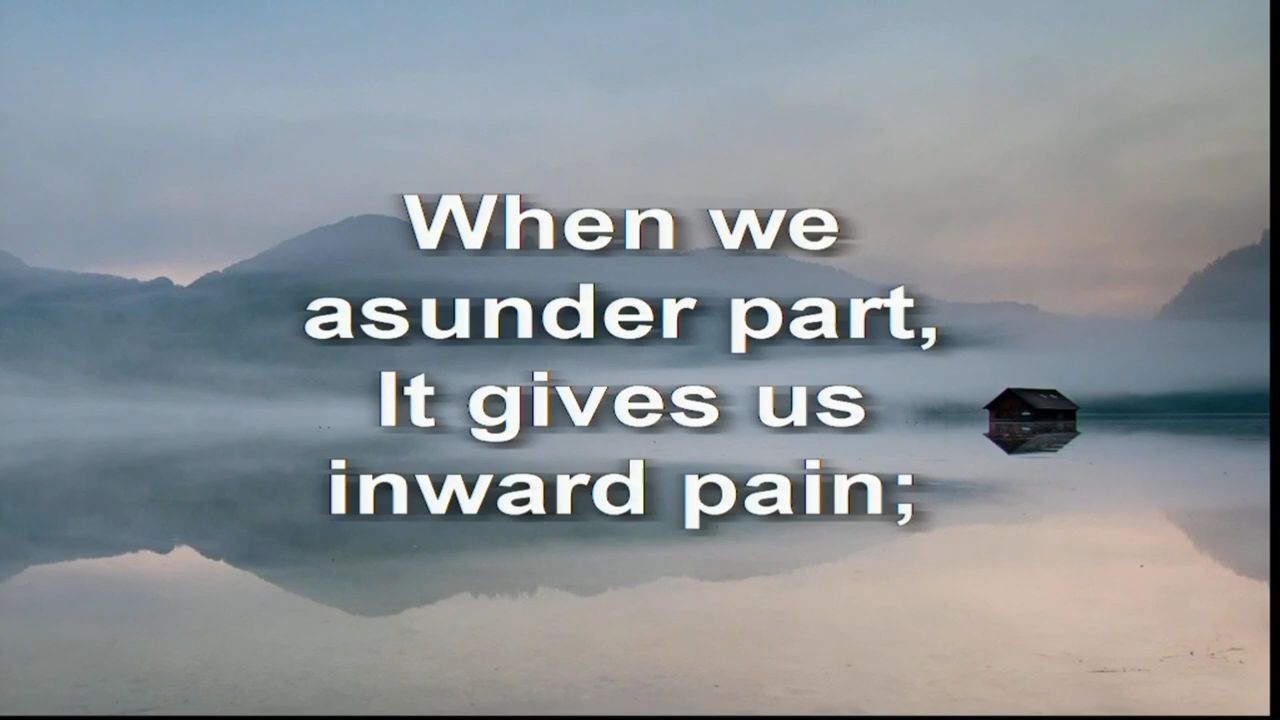 When we
asunder part,
It gives us
inward pain;